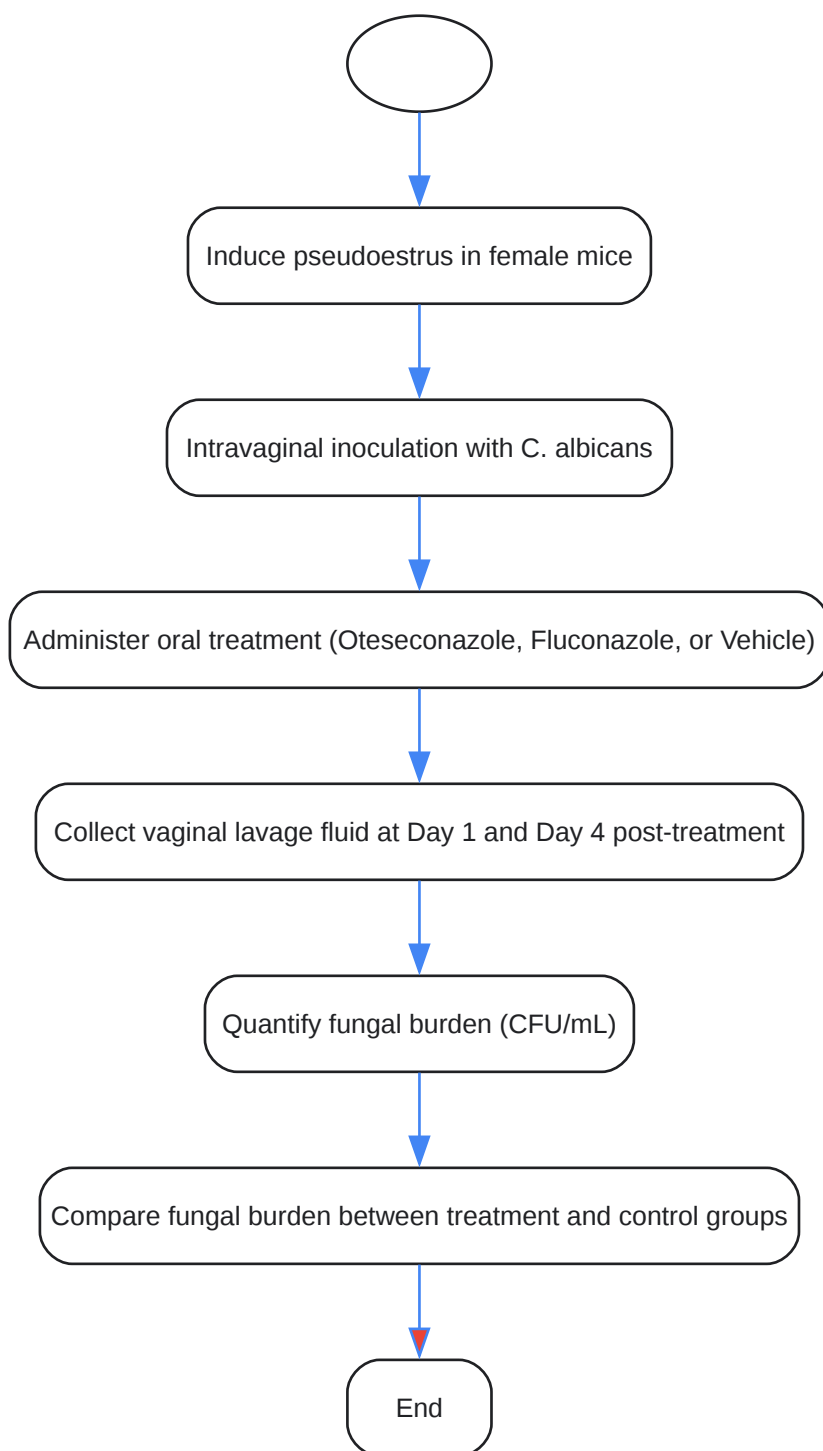 Induce pseudoestrus in female mice
Intravaginal inoculation with C. albicans
Administer oral treatment (Oteseconazole, Fluconazole, or Vehicle)
Collect vaginal lavage fluid at Day 1 and Day 4 post-treatment
Quantify fungal burden (CFU/mL)
Compare fungal burden between treatment and control groups
End